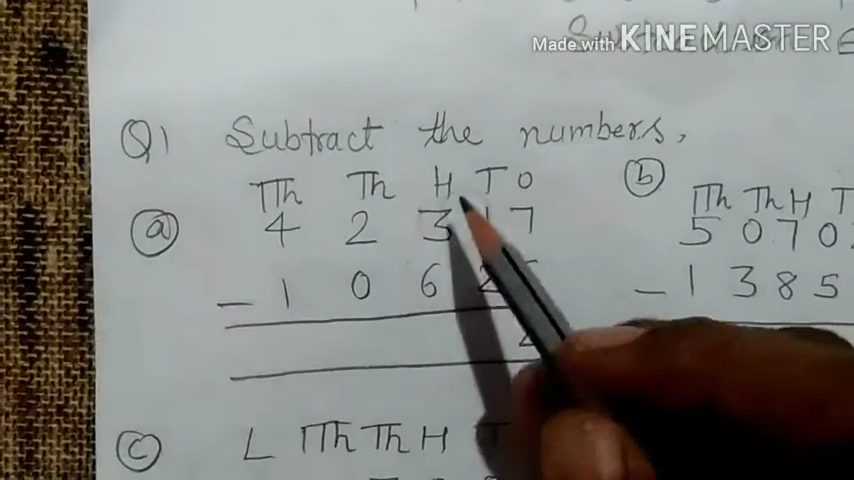 Made with KINEMASTER
Q1 Subtract the numbers.
(a) TTh Th H T O (b) TTh Th H T
4 2 3 1 7 5 0 7 0
− 1 0 6 2 − 1 3 8 5
(c) L TTh Th H T